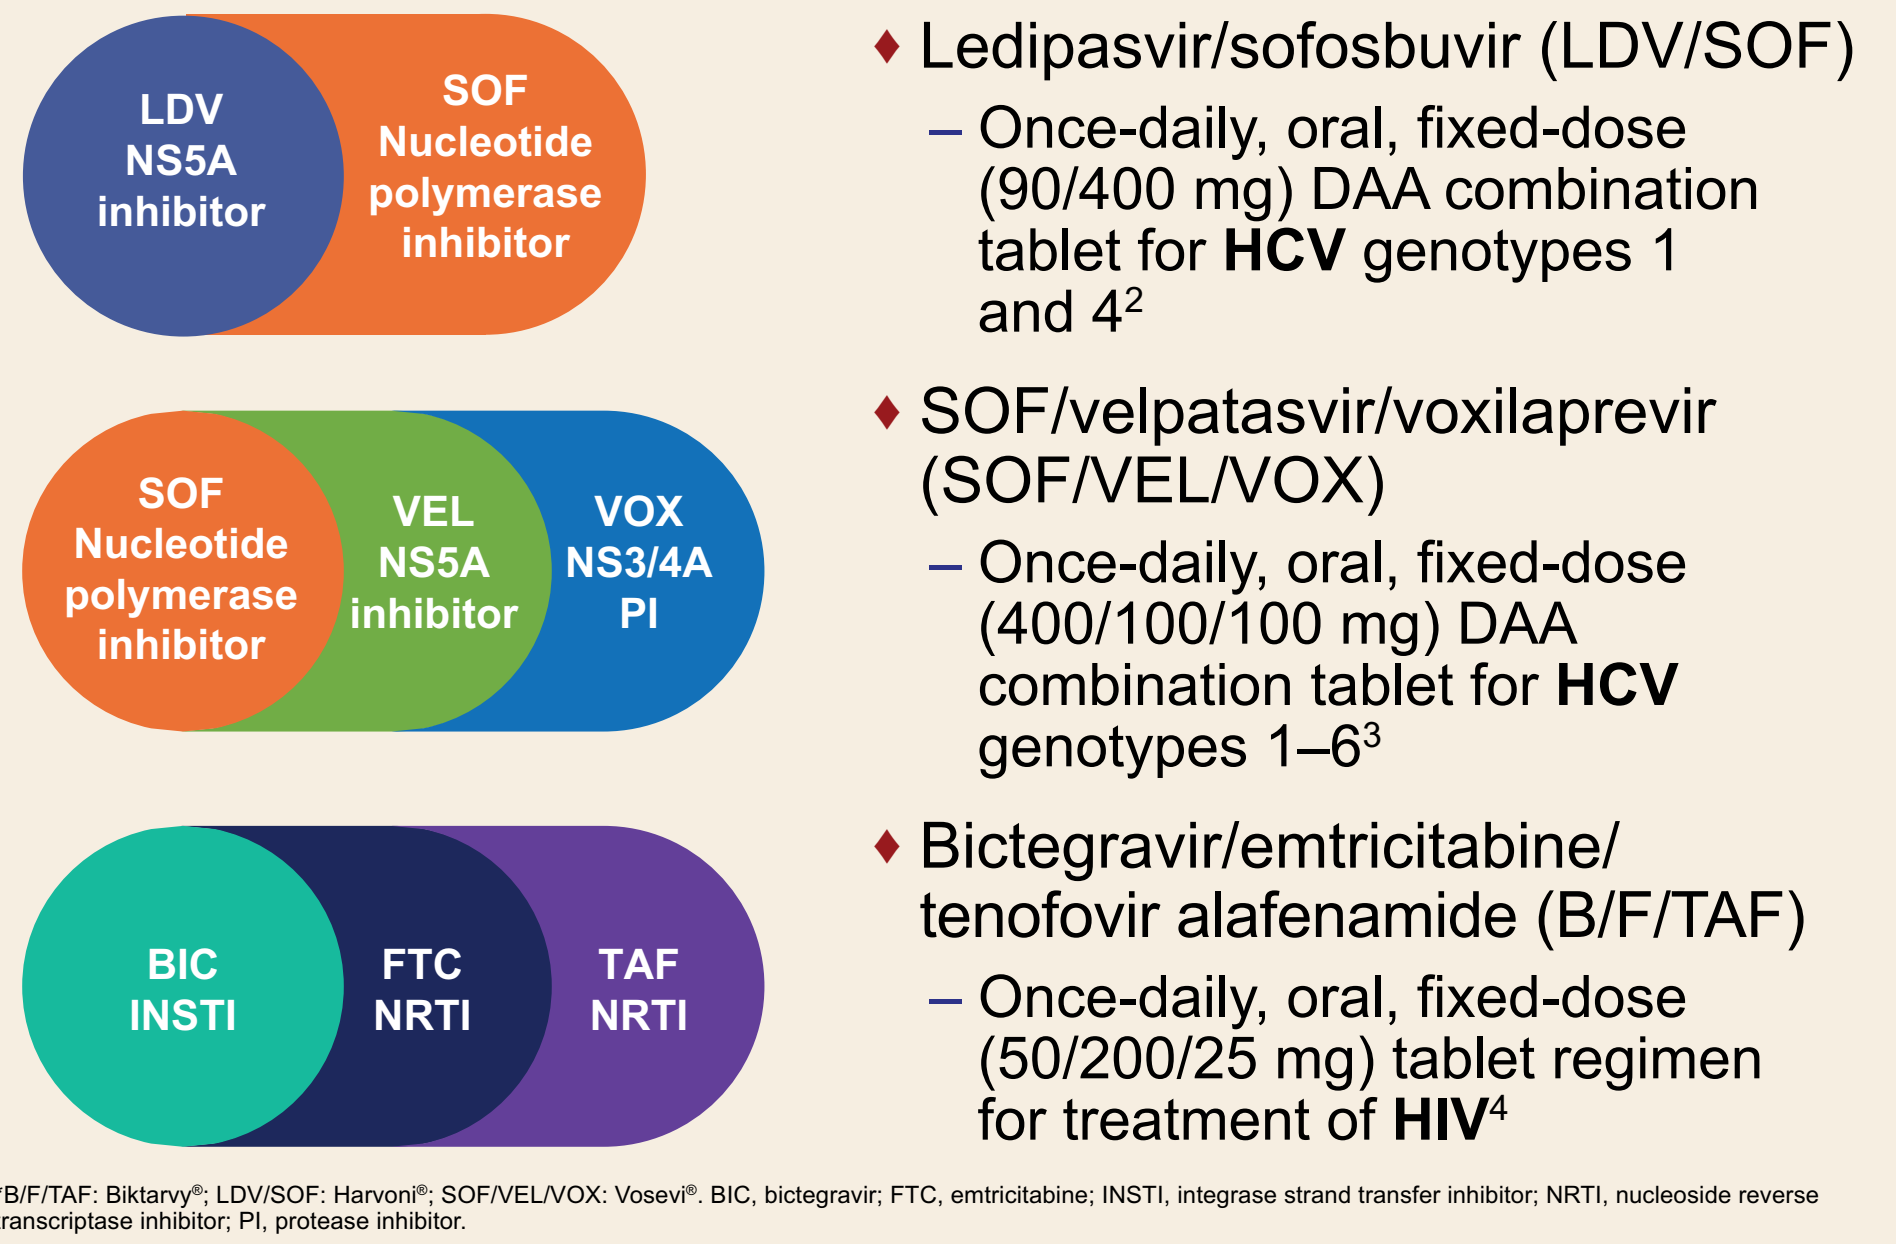 LDV
NS5A
inhibitor
SOF
Nucleotide
polymerase
inhibitor
♦ Ledipasvir/sofosbuvir (LDV/SOF)
– Once-daily, oral, fixed-dose
(90/400 mg) DAA combination
tablet for HCV genotypes 1
and 4²
SOF
Nucleotide
polymerase
inhibitor
VEL
NS5A
inhibitor
VOX
NS3/4A
PI
♦ SOF/velpatasvir/voxilaprevir
(SOF/VEL/VOX)
– Once-daily, oral, fixed-dose
(400/100/100 mg) DAA
combination tablet for HCV
genotypes 1–6³
BIC
INSTI
FTC
NRTI
TAF
NRTI
♦ Bictegravir/emtricitabine/
tenofovir alafenamide (B/F/TAF)
– Once-daily, oral, fixed-dose
(50/200/25 mg) tablet regimen
for treatment of HIV⁴
*B/F/TAF: Biktarvy®; LDV/SOF: Harvoni®; SOF/VEL/VOX: Vosevi®. BIC, bictegravir; FTC, emtricitabine; INSTI, integrase strand transfer inhibitor; NRTI, nucleoside reverse
transcriptase inhibitor; PI, protease inhibitor.